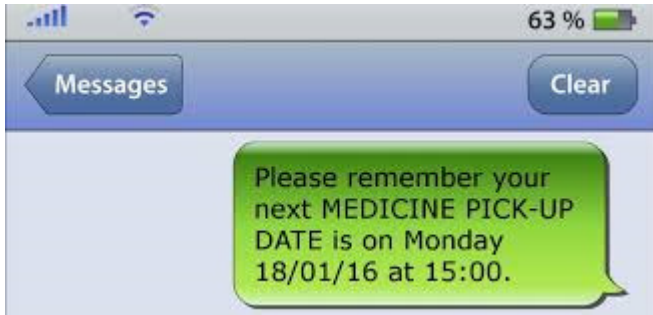 63 %
Messages
Clear
Please remember your
next MEDICINE PICK-UP
DATE is on Monday
18/01/16 at 15:00.